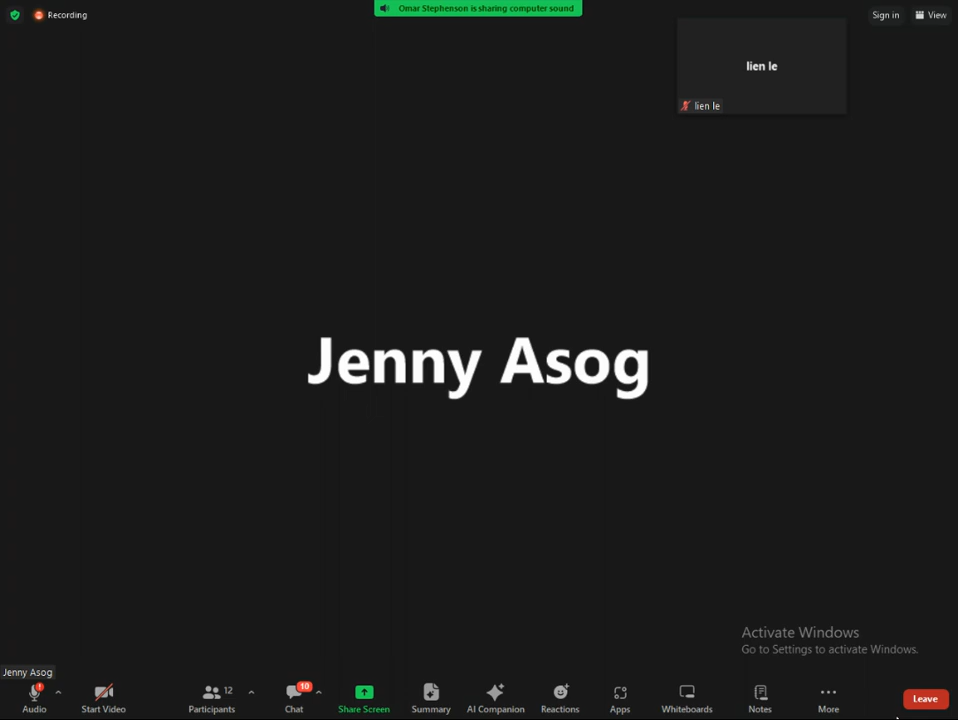 Recording
Omar Stephenson is sharing computer sound
Sign in
View
lien le
lien le
Jenny Asog
Activate Windows
Go to Settings to activate Windows.
Jenny Asog
Audio
Start Video
12
Participants
10
Chat
Share Screen
Summary
AI Companion
Reactions
Apps
Whiteboards
Notes
More
Leave